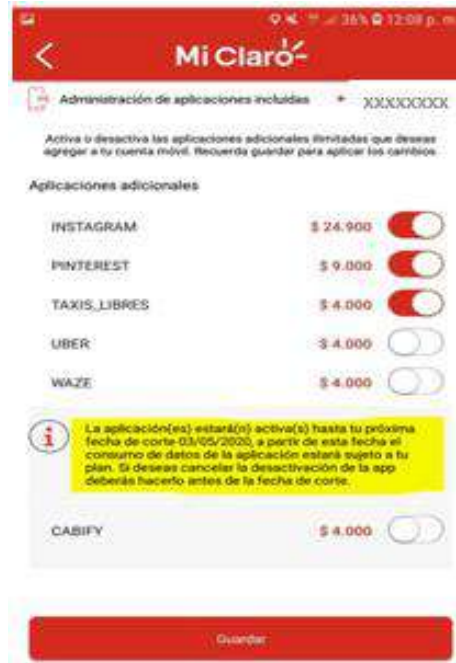 36% 12:09 p. m.
Mi Claro
Administración de aplicaciones incluidas * XXXXXXXX
Activa o desactiva las aplicaciones adicionales ilimitadas que deseas
agregar a tu cuenta móvil. Recuerda guardar para aplicar los cambios
Aplicaciones adicionales
INSTAGRAM $ 24.900
PINTEREST $ 9.000
TAXIS_LIBRES $ 4.000
UBER $ 4.000
WAZE $ 4.000
i La aplicación(es) estará(n) activa(s) hasta tu próxima
fecha de corte-03/05/2020, a partir de esta fecha el
consumo de datos de la aplicación estará sujeto a tu
plan. Si deseas cancelar la desactivación de la app
deberás hacerlo antes de la fecha de corte.
CABIFY $ 4.000
Guardar